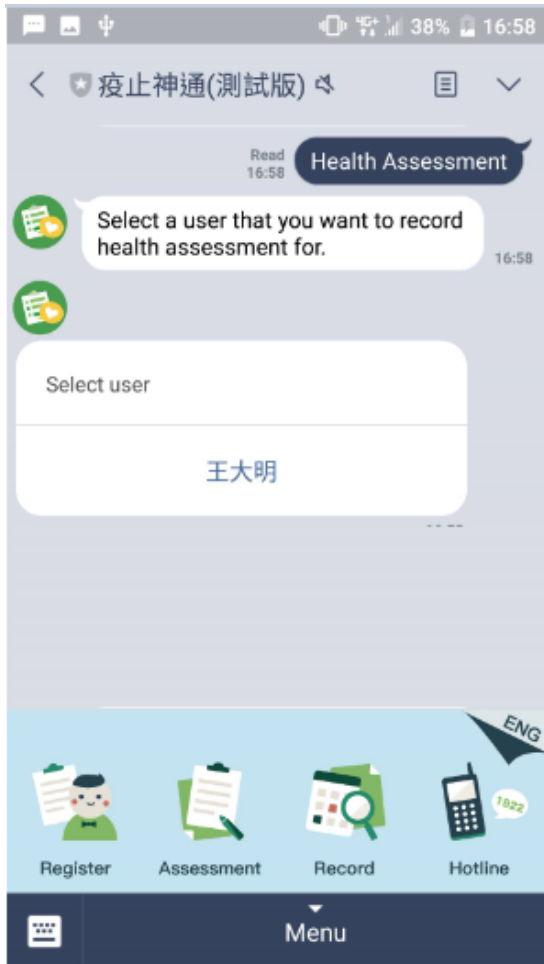 38% 16:58
疫止神通(測試版)
Read
16:58
Health Assessment
Select a user that you want to record
health assessment for.
16:58
Select user
王大明
ENG
1922
Register Assessment Record Hotline
Menu